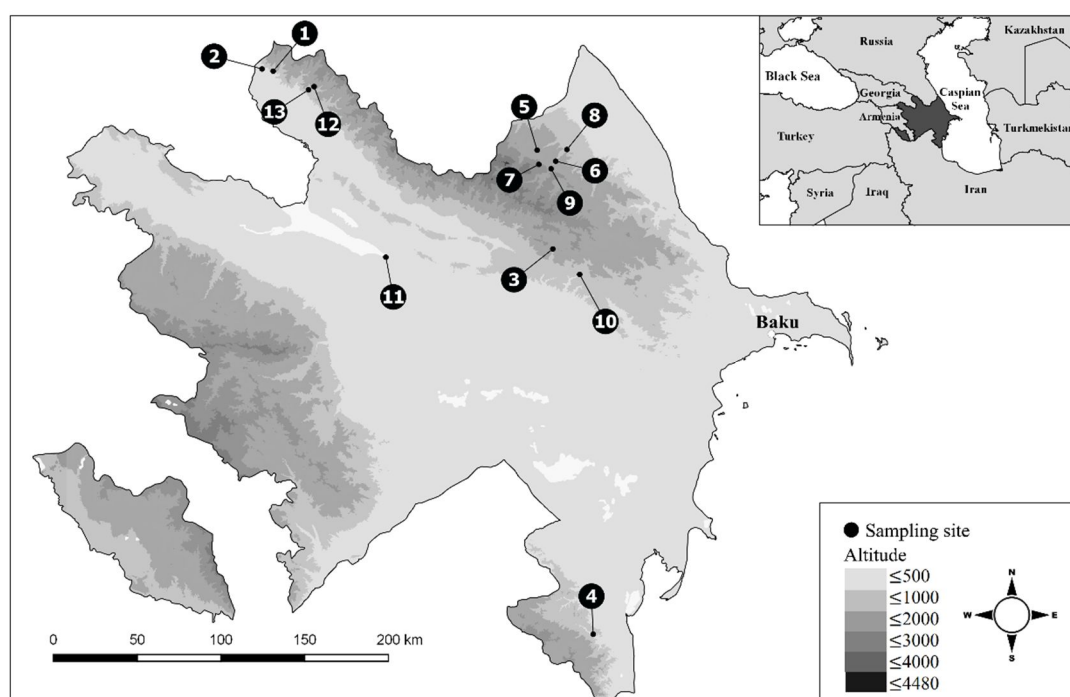 1
2
13
12
5
8
7
6
9
3
10
11
4
Baku
Russia
Kazakhstan
Black Sea
Georgia
Caspian
Sea
Armenia
Turkey
Turkmekistan
Syria
Iraq
Iran
0 50 100 150 200 km
Sampling site
Altitude
≤500
≤1000
≤2000
≤3000
≤4000
≤4480
N
W E
S